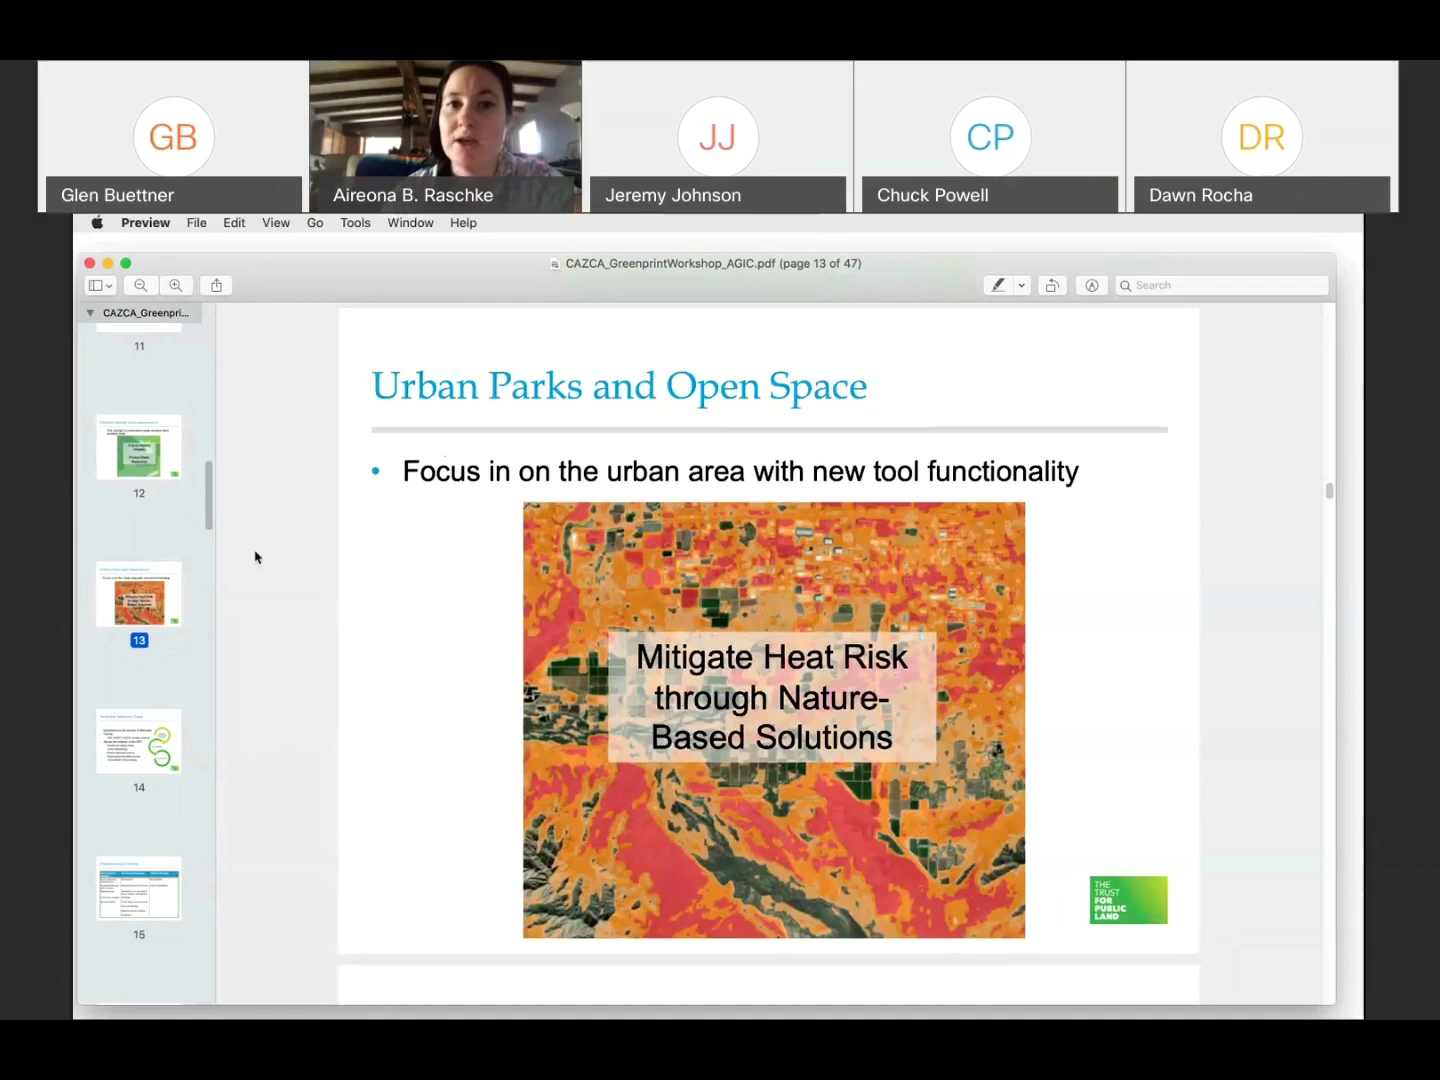 GB
JJ
CP
DR
Glen Buettner
Aireona B. Raschke
Jeremy Johnson
Chuck Powell
Dawn Rocha
Preview File Edit View Go Tools Window Help
CAZCA_GreenprintWorkshop_AGIC.pdf (page 13 of 47)
Search
CAZCA_Greenpri...
11
12
13
14
15
Urban Parks and Open Space
• Focus in on the urban area with new tool functionality
Mitigate Heat Risk
through Nature-
Based Solutions
THE
TRUST
FOR
PUBLIC
LAND